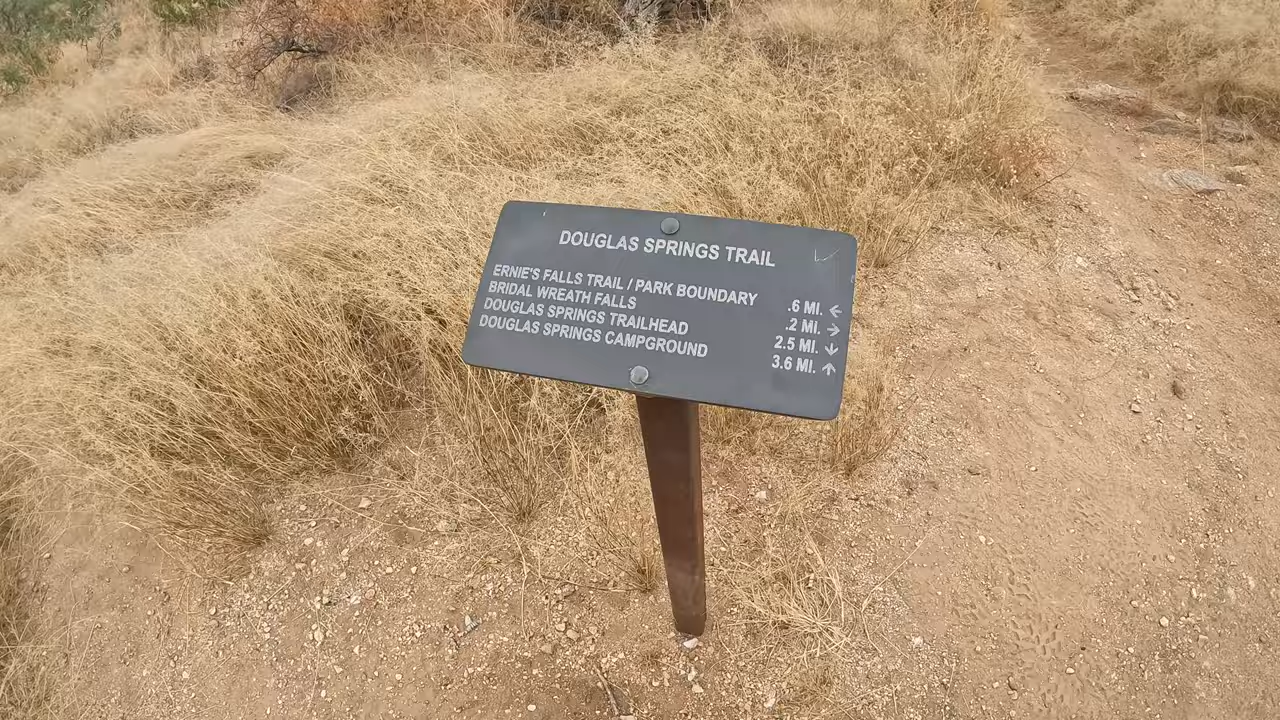 DOUGLAS SPRINGS TRAIL
ERNIE'S FALLS TRAIL / PARK BOUNDARY .6 MI. ←
BRIDAL WREATH FALLS .2 MI. →
DOUGLAS SPRINGS TRAILHEAD 2.5 MI. ↓
DOUGLAS SPRINGS CAMPGROUND 3.6 MI. ↑